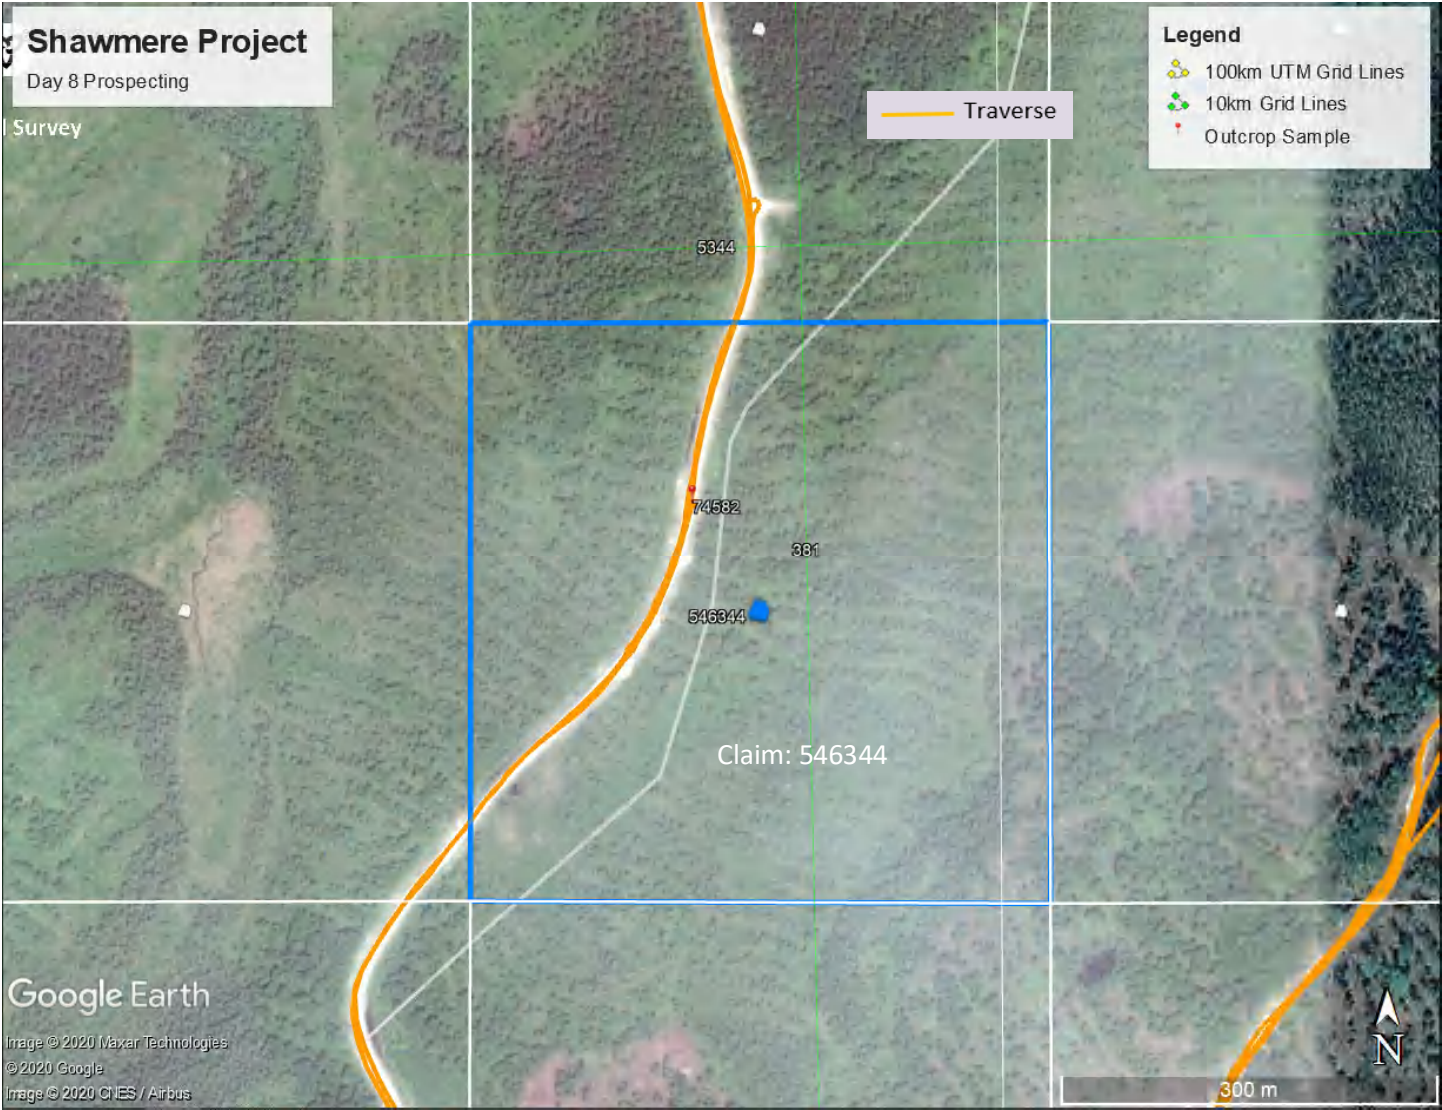 Shawmere Project
Day 8 Prospecting
l Survey
Legend
100km UTM Grid Lines
10km Grid Lines
Outcrop Sample
Traverse
5344
74582
381
546344
Claim: 546344
Google Earth
Image © 2020 Maxar Technologies
© 2020 Google
Image © 2020 CNES / Airbus
N
300 m